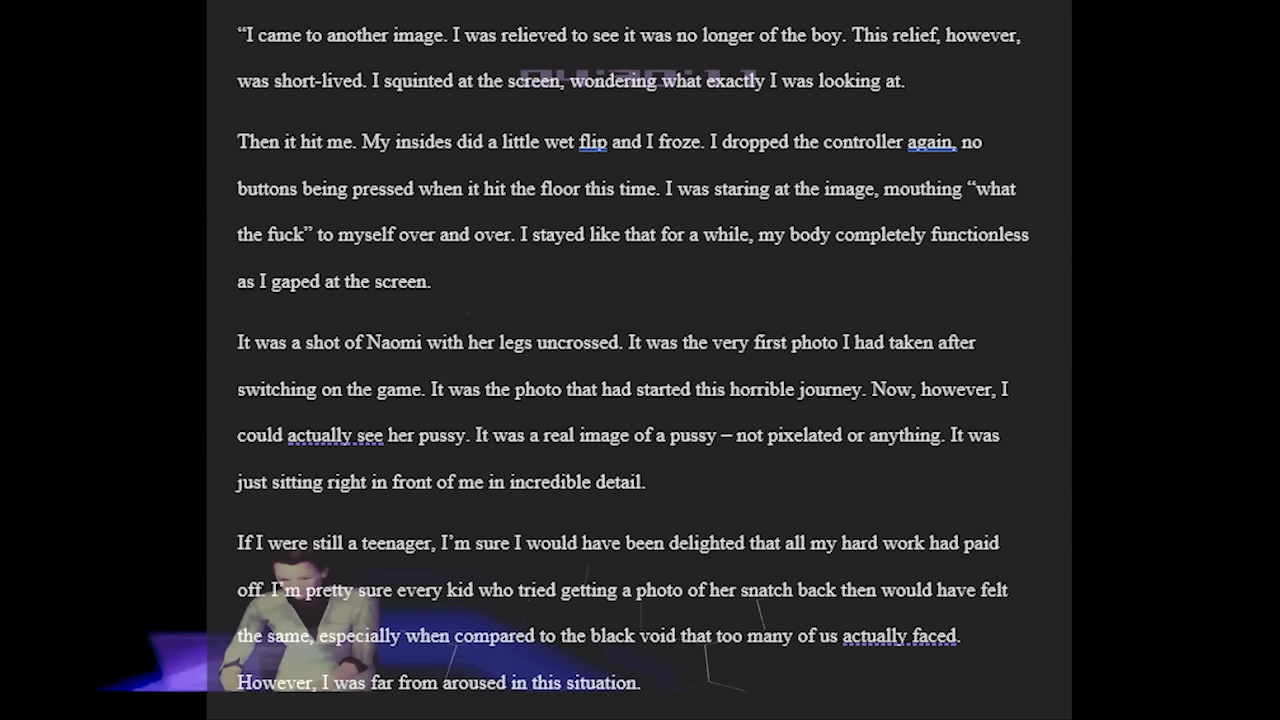 “I came to another image. I was relieved to see it was no longer of the boy. This relief, however,
was short-lived. I squinted at the screen, wondering what exactly I was looking at.
Then it hit me. My insides did a little wet flip and I froze. I dropped the controller again, no
buttons being pressed when it hit the floor this time. I was staring at the image, mouthing “what
the fuck” to myself over and over. I stayed like that for a while, my body completely functionless
as I gaped at the screen.
It was a shot of Naomi with her legs uncrossed. It was the very first photo I had taken after
switching on the game. It was the photo that had started this horrible journey. Now, however, I
could actually see her pussy. It was a real image of a pussy – not pixelated or anything. It was
just sitting right in front of me in incredible detail.
If I were still a teenager, I’m sure I would have been delighted that all my hard work had paid
off. I’m pretty sure every kid who tried getting a photo of her snatch back then would have felt
the same, especially when compared to the black void that too many of us actually faced.
However, I was far from aroused in this situation.